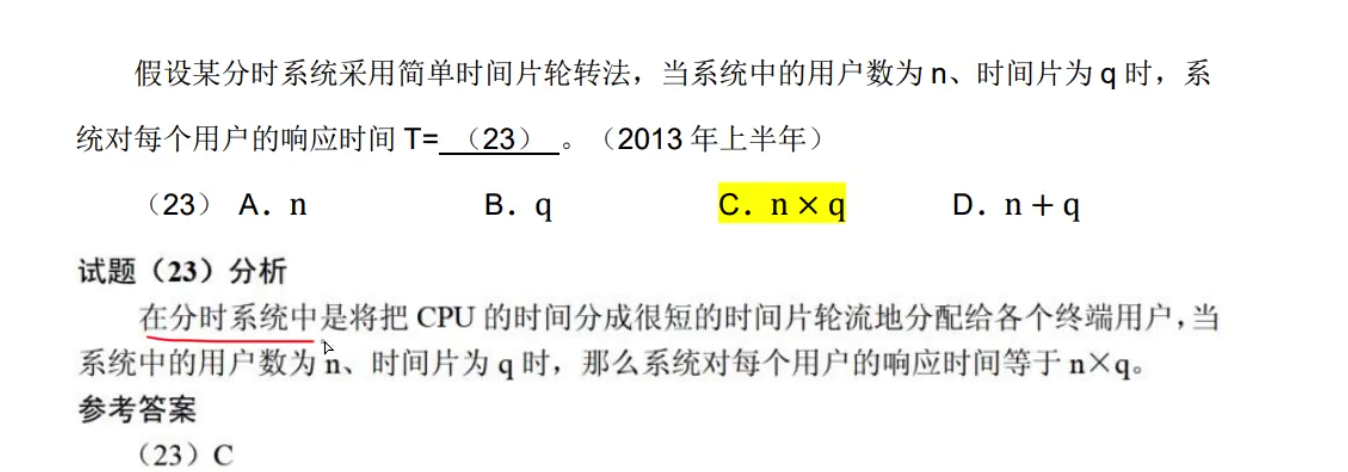 假设某分时系统采用简单时间片轮转法，当系统中的用户数为 n、时间片为 q 时，系
统对每个用户的响应时间 T=（23）。（2013 年上半年）
（23） A．n B．q C．n×q D．n+q
试题（23）分析
在分时系统中是将把 CPU 的时间分成很短的时间片轮流地分配给各个终端用户，当
系统中的用户数为 n、时间片为 q 时，那么系统对每个用户的响应时间等于 n×q。
参考答案
（23）C